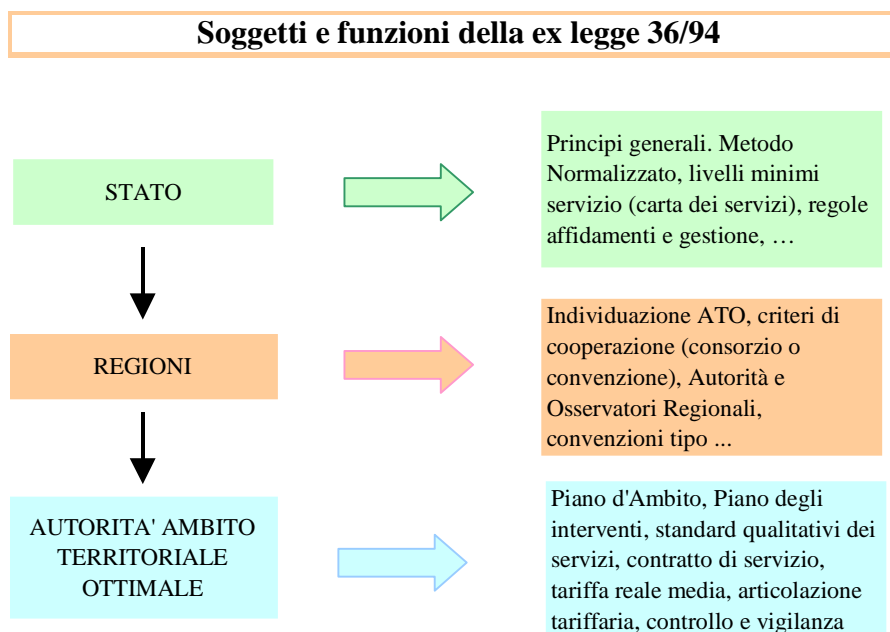 Soggetti e funzioni della ex legge 36/94
STATO
Principi generali. Metodo
Normalizzato, livelli minimi
servizio (carta dei servizi), regole
affidamenti e gestione, …
REGIONI
Individuazione ATO, criteri di
cooperazione (consorzio o
convenzione), Autorità e
Osservatori Regionali,
convenzioni tipo ...
AUTORITA' AMBITO
TERRITORIALE
OTTIMALE
Piano d'Ambito, Piano degli
interventi, standard qualitativi dei
servizi, contratto di servizio,
tariffa reale media, articolazione
tariffaria, controllo e vigilanza